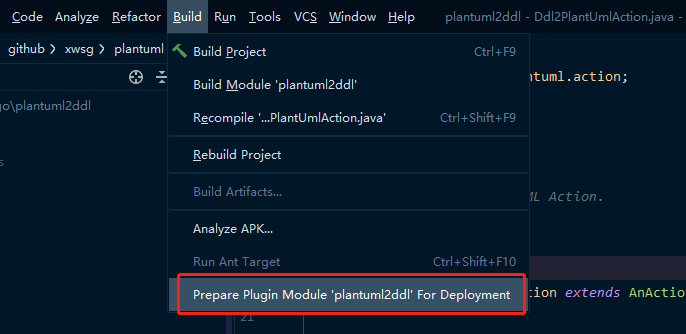 Code Analyze Refactor Build Run Tools VCS Window Help plantuml2ddl - Ddl2PlantUmlAction.java -
github xwsg plantuml
Build Project Ctrl+F9
ntuml.action;
Build Module 'plantuml2ddl'
go\plantuml2ddl
Recompile '...PlantUmlAction.java' Ctrl+Shift+F9
Rebuild Project
Build Artifacts...
ML Action.
Analyze APK...
Run Ant Target Ctrl+Shift+F10
Prepare Plugin Module 'plantuml2ddl' For Deployment
tion extends AnActio
21